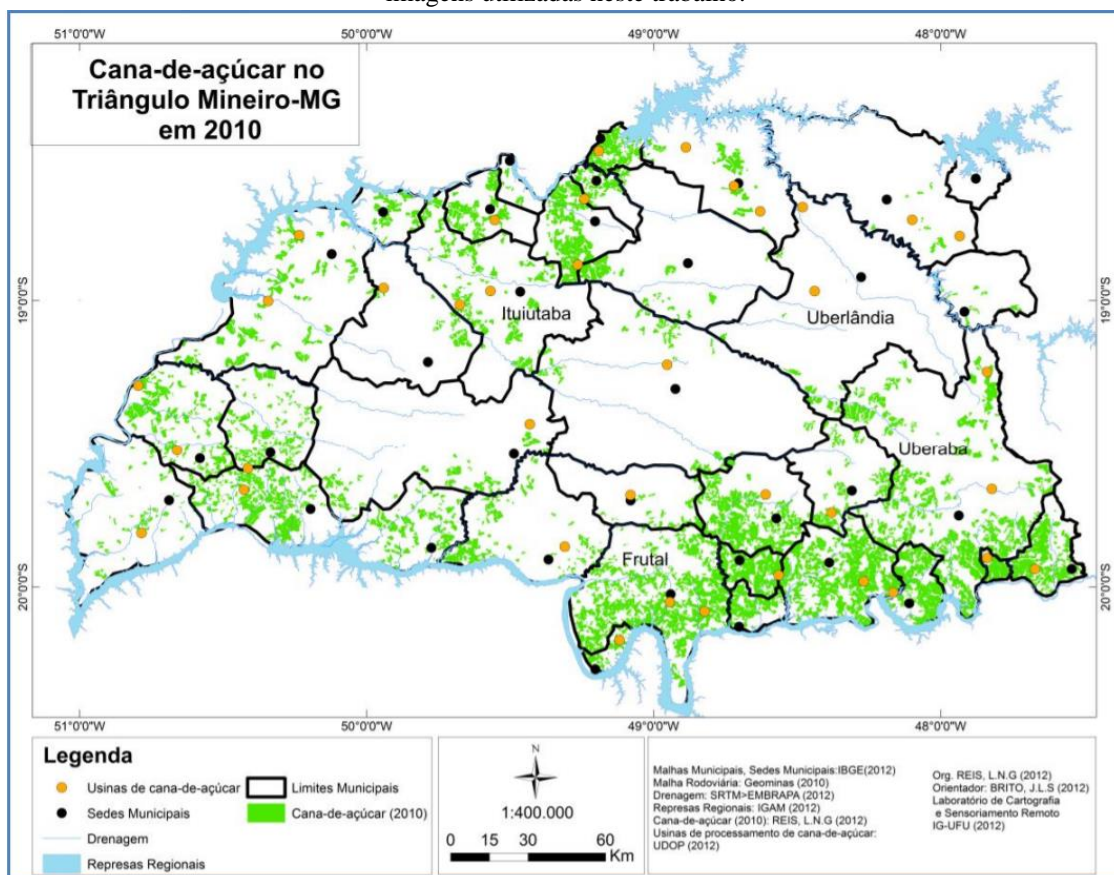 imagens utilizadas neste trabalho.
51°0'0"W
50°0'0"W
49°0'0"W
48°0'0"W
Cana-de-açúcar no
Triângulo Mineiro-MG
em 2010
19°0'0"S
19°0'0"S
Ituiutaba
Uberlândia
Uberaba
Frutal
20°0'0"S
20°0'0"S
51°0'0"W
50°0'0"W
49°0'0"W
48°0'0"W
Legenda
Usinas de cana-de-açúcar
Sedes Municipais
Drenagem
Represas Regionais
Limites Municipais
Cana-de-açúcar (2010)
N
1:400.000
0 15 30 60
Km
Malhas Municipais, Sedes Municipais:IBGE(2012)
Malha Rodoviária: Geominas (2010)
Drenagem: SRTM>EMBRAPA (2012)
Represas Regionais: IGAM (2012)
Cana-de-açúcar (2010): REIS, L.N.G (2012)
Usinas de processamento de cana-de-açúcar:
UDOP (2012)
Org. REIS, L.N.G (2012)
Orientador: BRITO, J.L.S (2012)
Laboratório de Cartografia
e Sensoriamento Remoto
IG-UFU (2012)